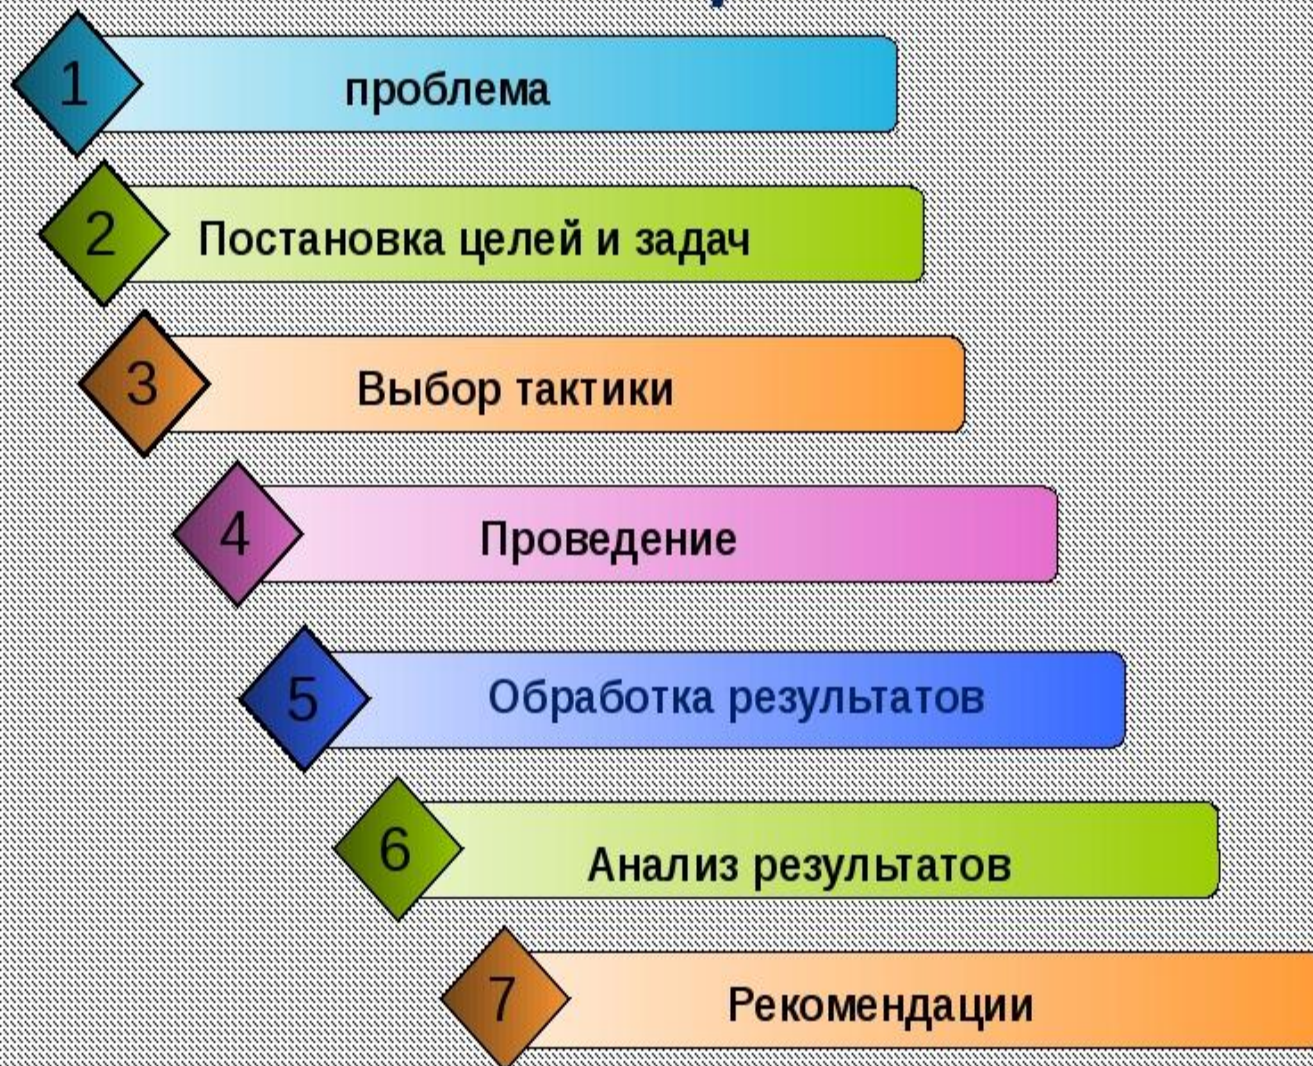 1
проблема
2
Постановка целей и задач
3
Выбор тактики
4
Проведение
5
Обработка результатов
6
Анализ результатов
7
Рекомендации